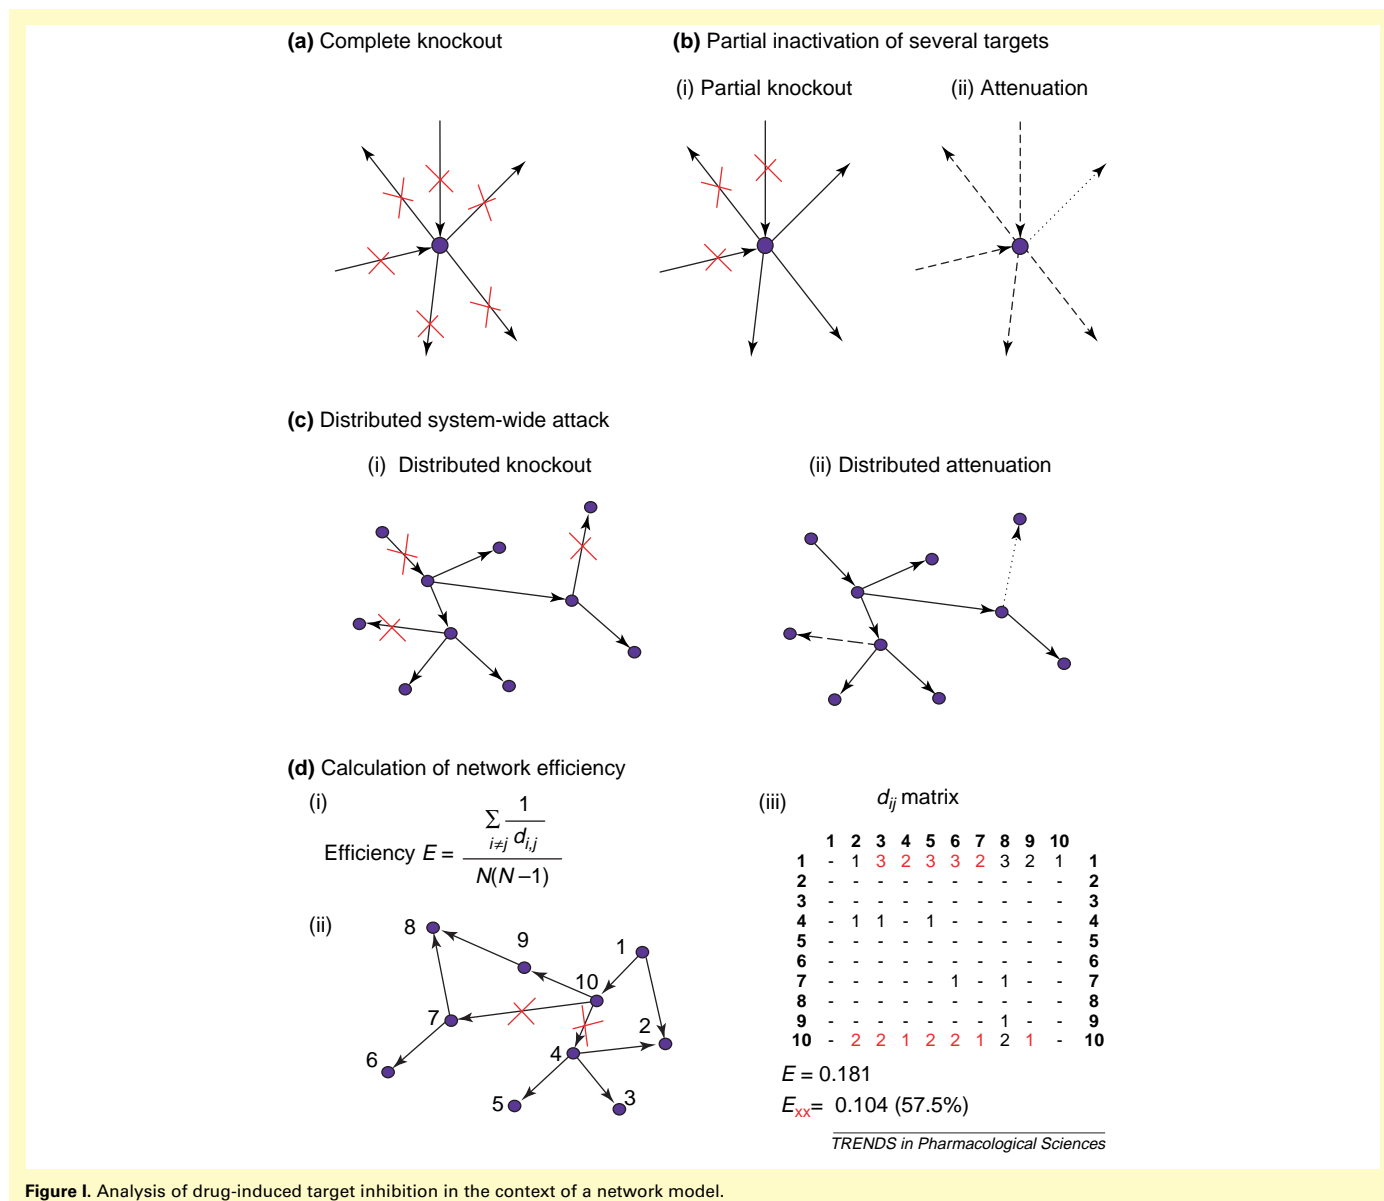 (a) Complete knockout
(b) Partial inactivation of several targets
(i) Partial knockout
(ii) Attenuation
(c) Distributed system-wide attack
(i) Distributed knockout
(ii) Distributed attenuation
(d) Calculation of network efficiency
(i)
Efficiency E = Σ i≠j 1 / d i,j / N(N–1)
(ii)
8
9
1
10
7
2
4
6
5
3
(iii)
d ij matrix
1 2 3 4 5 6 7 8 9 10
1 - 1 3 2 3 3 2 3 2 1 1
2 - - - - - - - - - - 2
3 - - - - - - - - - - 3
4 - 1 1 - 1 - - - - - 4
5 - - - - - - - - - - 5
6 - - - - - - - - - - 6
7 - - - - - 1 - 1 - - 7
8 - - - - - - - - - - 8
9 - - - - - - - 1 - - 9
10 - 2 2 1 2 2 1 2 1 - 10
E = 0.181
Exx= 0.104 (57.5%)
TRENDS in Pharmacological Sciences
Figure I. Analysis of drug-induced target inhibition in the context of a network model.